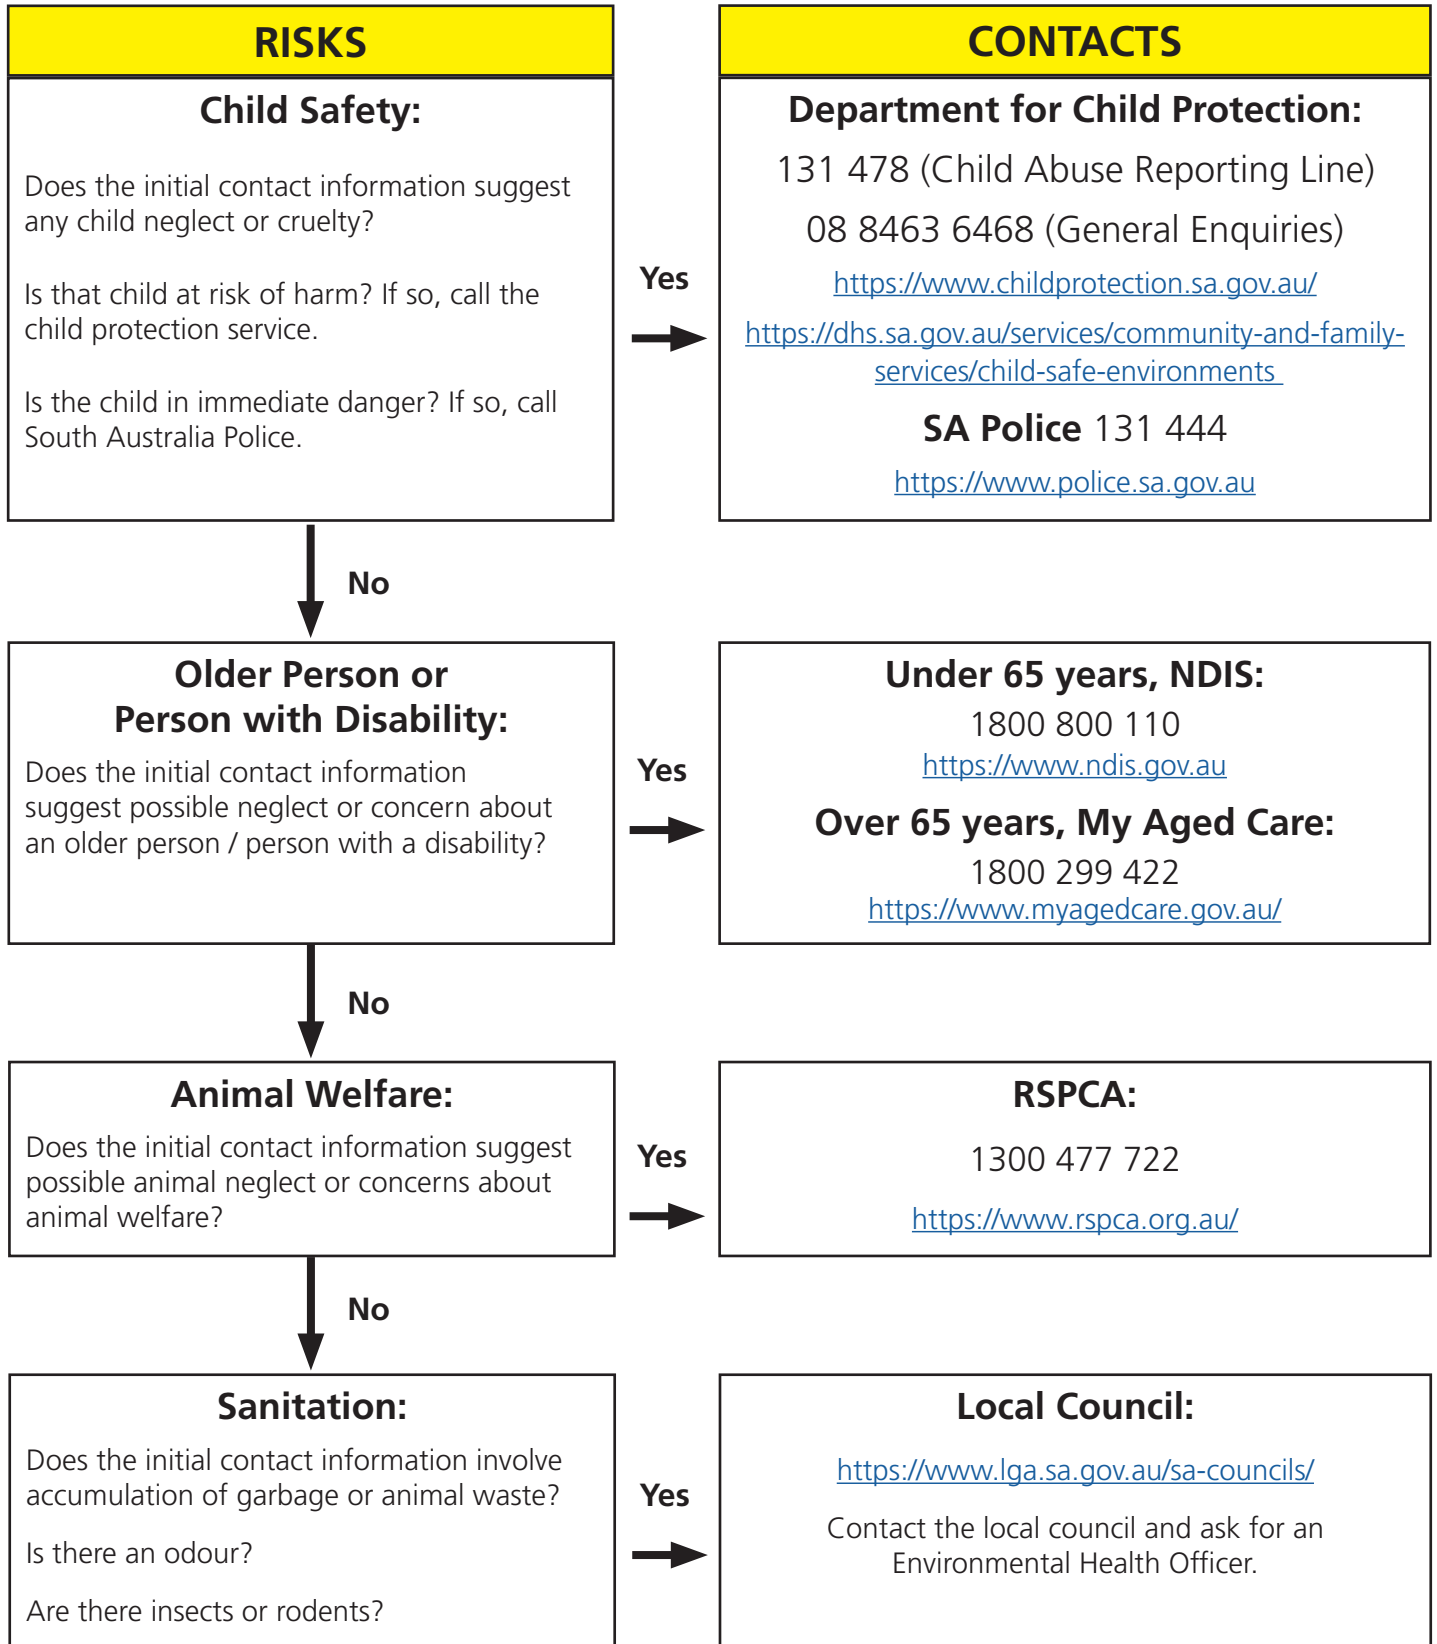 RISKS
CONTACTS
Child Safety:
Does the initial contact information suggest
any child neglect or cruelty?
Is that child at risk of harm? If so, call the
child protection service.
Is the child in immediate danger? If so, call
South Australia Police.
Yes
Department for Child Protection:
131 478 (Child Abuse Reporting Line)
08 8463 6468 (General Enquiries)
https://www.childprotection.sa.gov.au/
https://dhs.sa.gov.au/services/community-and-family-
services/child-safe-environments
SA Police 131 444
https://www.police.sa.gov.au
No
Older Person or
Person with Disability:
Does the initial contact information
suggest possible neglect or concern about
an older person / person with a disability?
Yes
Under 65 years, NDIS:
1800 800 110
https://www.ndis.gov.au
Over 65 years, My Aged Care:
1800 299 422
https://www.myagedcare.gov.au/
No
Animal Welfare:
Does the initial contact information suggest
possible animal neglect or concerns about
animal welfare?
Yes
RSPCA:
1300 477 722
https://www.rspca.org.au/
No
Sanitation:
Does the initial contact information involve
accumulation of garbage or animal waste?
Is there an odour?
Are there insects or rodents?
Yes
Local Council:
https://www.lga.sa.gov.au/sa-councils/
Contact the local council and ask for an
Environmental Health Officer.